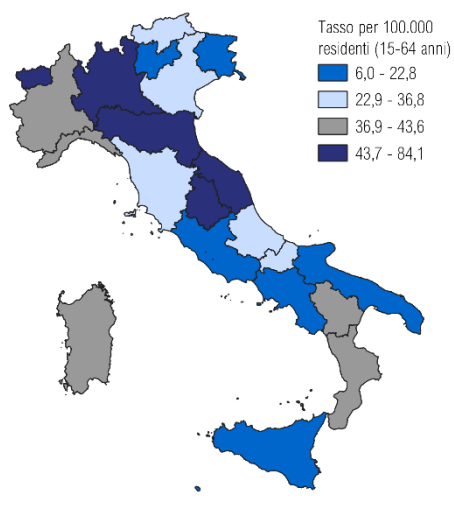 Tasso per 100.000
residenti (15-64 anni)
6,0 - 22,8
22,9 - 36,8
36,9 - 43,6
43,7 - 84,1